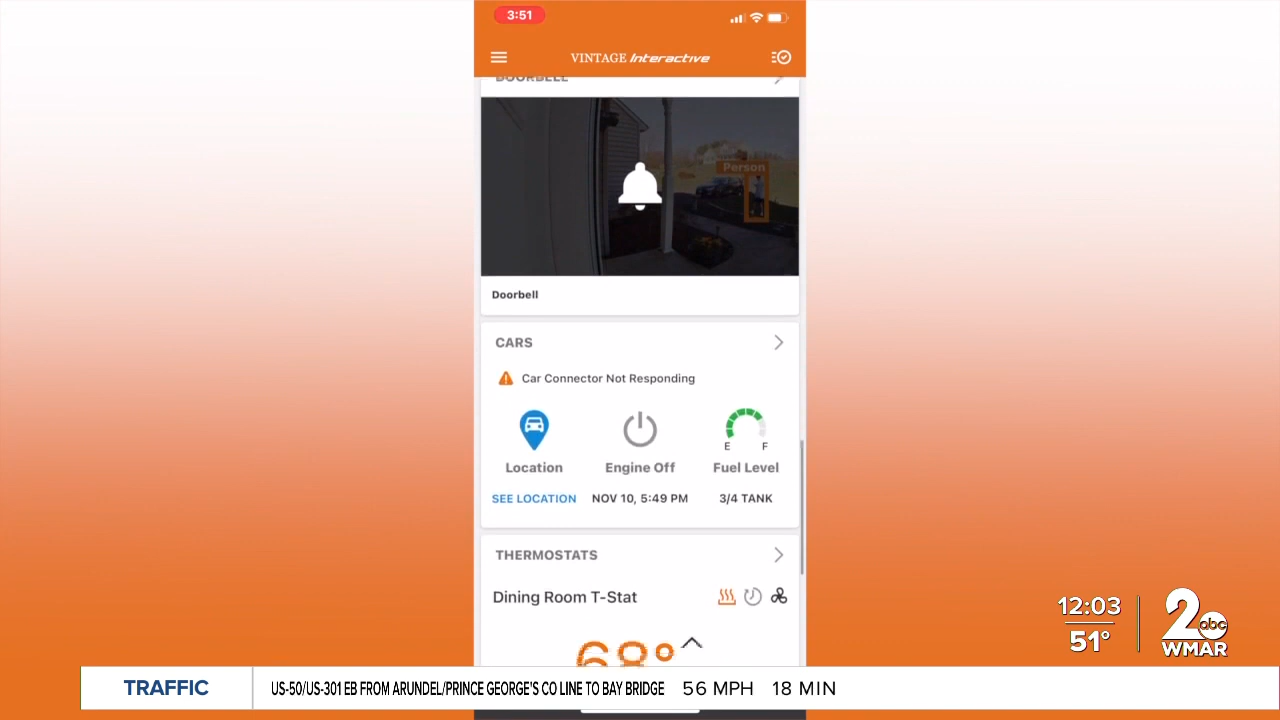 3:51
VINTAGE Interactive
DOORBELL
Person
Doorbell
CARS
Car Connector Not Responding
E F
Location Engine Off Fuel Level
SEE LOCATION NOV 10, 5:49 PM 3/4 TANK
THERMOSTATS
Dining Room T-Stat
68°
12:03
51°
2 abc
WMAR
TRAFFIC US-50/US-301 EB FROM ARUNDEL/PRINCE GEORGE'S CO LINE TO BAY BRIDGE 56 MPH 18 MIN